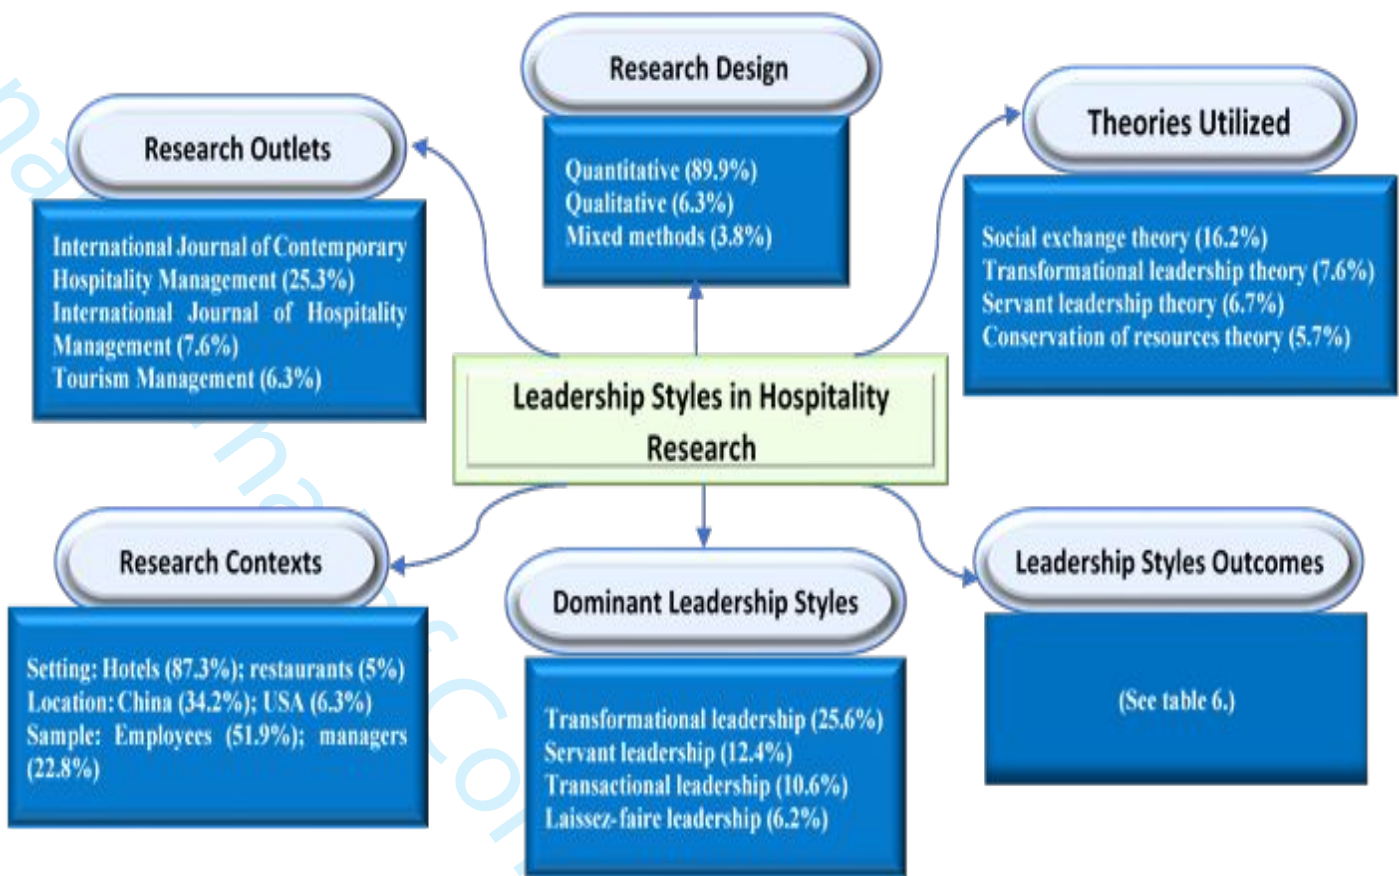 Research Design
Quantitative (89.9%)
Qualitative (6.3%)
Mixed methods (3.8%)
Research Outlets
International Journal of Contemporary
Hospitality Management (25.3%)
International Journal of Hospitality
Management (7.6%)
Tourism Management (6.3%)
Theories Utilized
Social exchange theory (16.2%)
Transformational leadership theory (7.6%)
Servant leadership theory (6.7%)
Conservation of resources theory (5.7%)
Leadership Styles in Hospitality
Research
Research Contexts
Setting: Hotels (87.3%); restaurants (5%)
Location: China (34.2%); USA (6.3%)
Sample: Employees (51.9%); managers
(22.8%)
Dominant Leadership Styles
Transformational leadership (25.6%)
Servant leadership (12.4%)
Transactional leadership (10.6%)
Laissez-faire leadership (6.2%)
Leadership Styles Outcomes
(See table 6.)